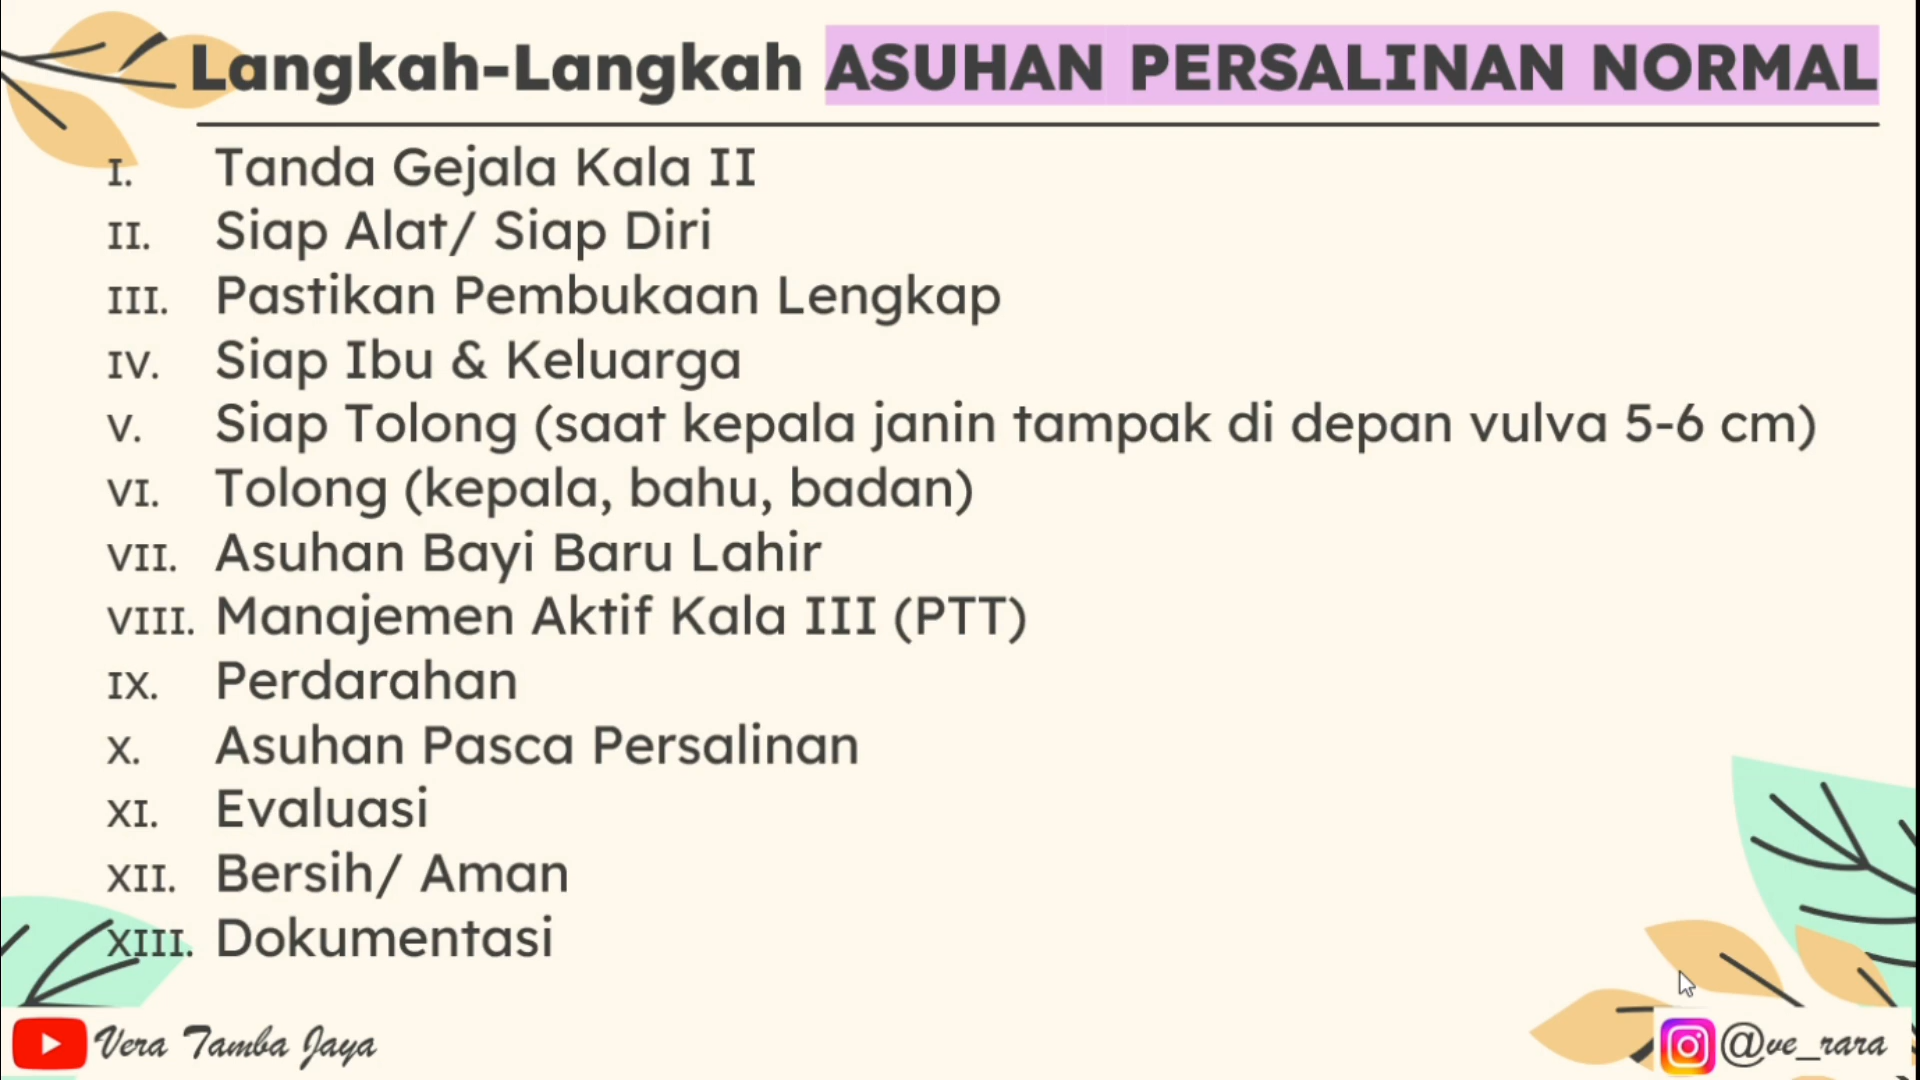 Langkah-Langkah ASUHAN PERSALINAN NORMAL
I. Tanda Gejala Kala II
II. Siap Alat/ Siap Diri
III. Pastikan Pembukaan Lengkap
IV. Siap Ibu & Keluarga
V. Siap Tolong (saat kepala janin tampak di depan vulva 5-6 cm)
VI. Tolong (kepala, bahu, badan)
VII. Asuhan Bayi Baru Lahir
VIII. Manajemen Aktif Kala III (PTT)
IX. Perdarahan
X. Asuhan Pasca Persalinan
XI. Evaluasi
XII. Bersih/ Aman
XIII. Dokumentasi
Vera Tamba Jaya
@ve_rara